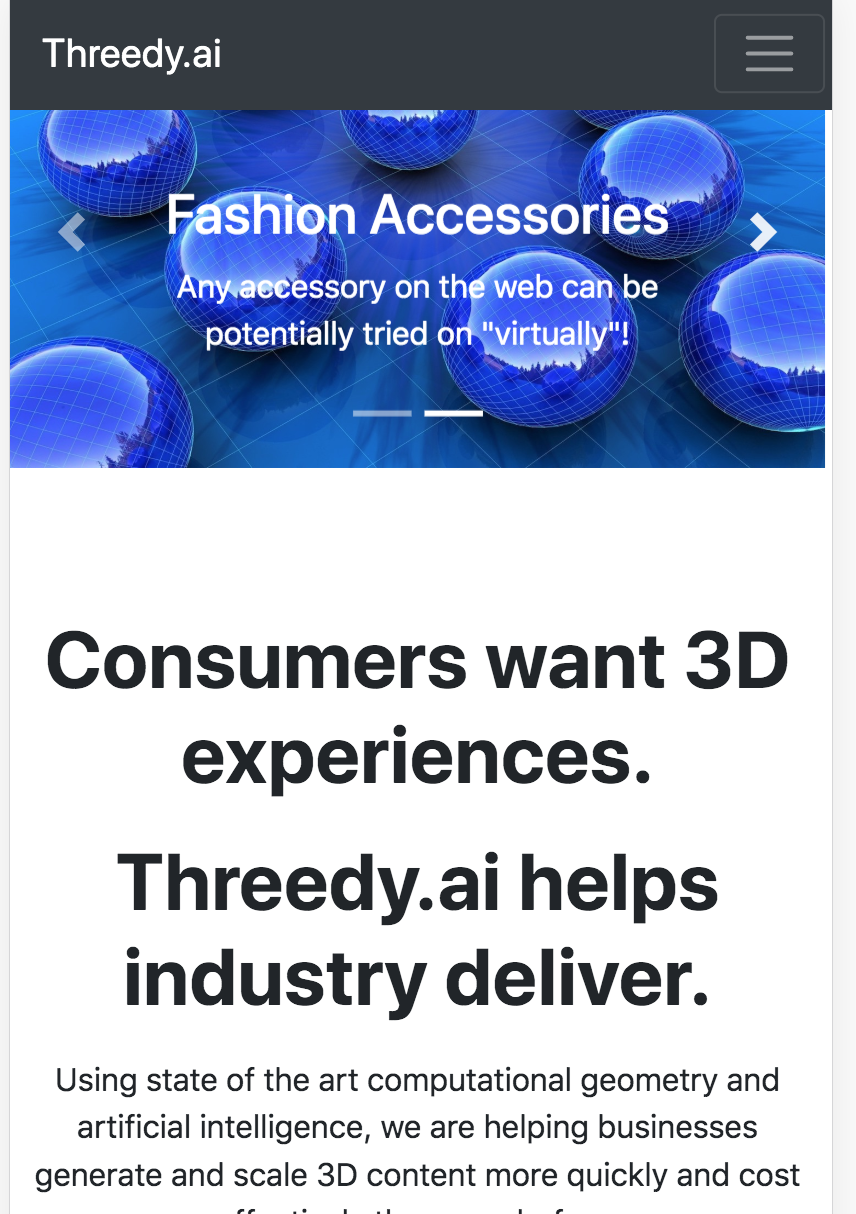 Threedy.ai
Fashion Accessories
Any accessory on the web can be
potentially tried on "virtually"!
Consumers want 3D
experiences.
Threedy.ai helps
industry deliver.
Using state of the art computational geometry and
artificial intelligence, we are helping businesses
generate and scale 3D content more quickly and cost